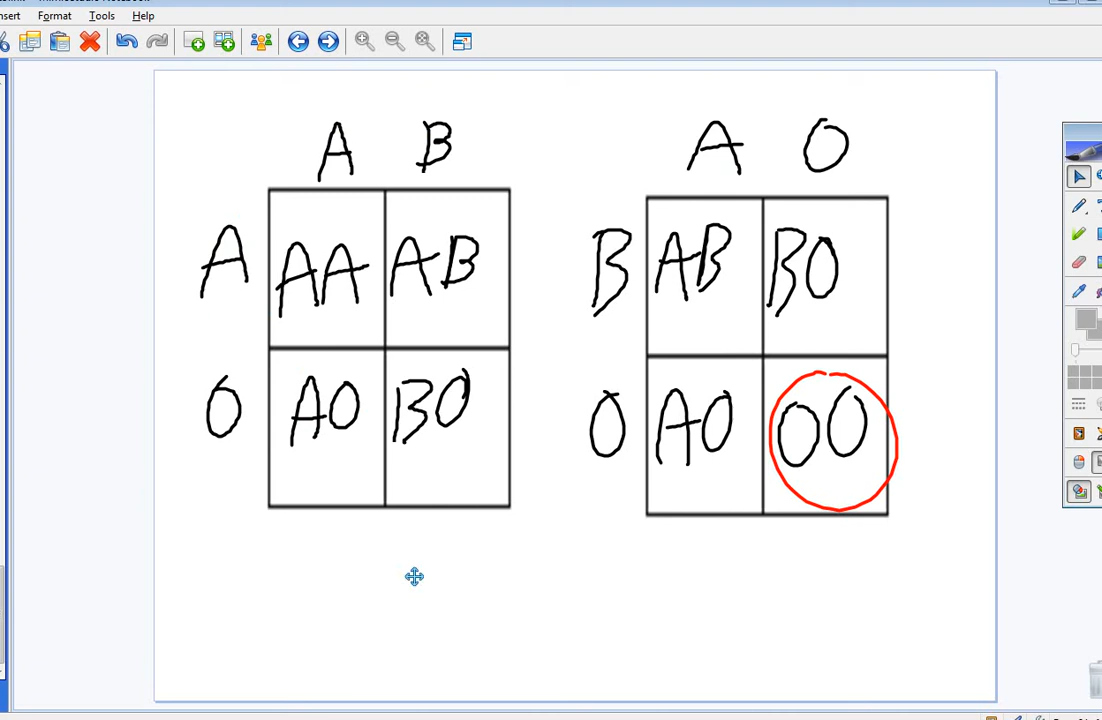 Format Tools Help
A B
A AA AB
O AO BO
A O
B AB BO
O AO OO